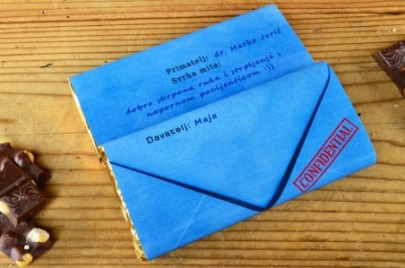 Primatelj: dr. Marko Jurić
Svrha mita:
dobro skrpana ruka i strpljenje s
napornom pacijenticom :))
Davatelj: Maja
CONFIDENTIAL